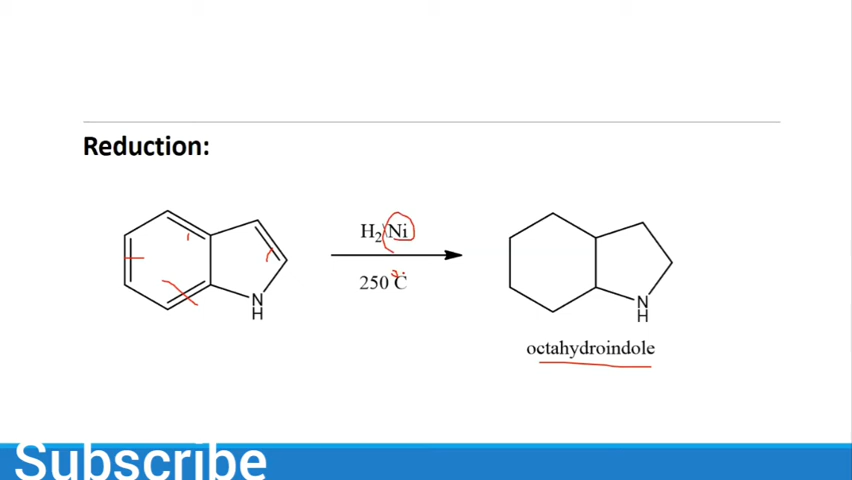 Reduction:
H₂ Ni
250 °C
N
H
N
H
octahydroindole
Subscribe